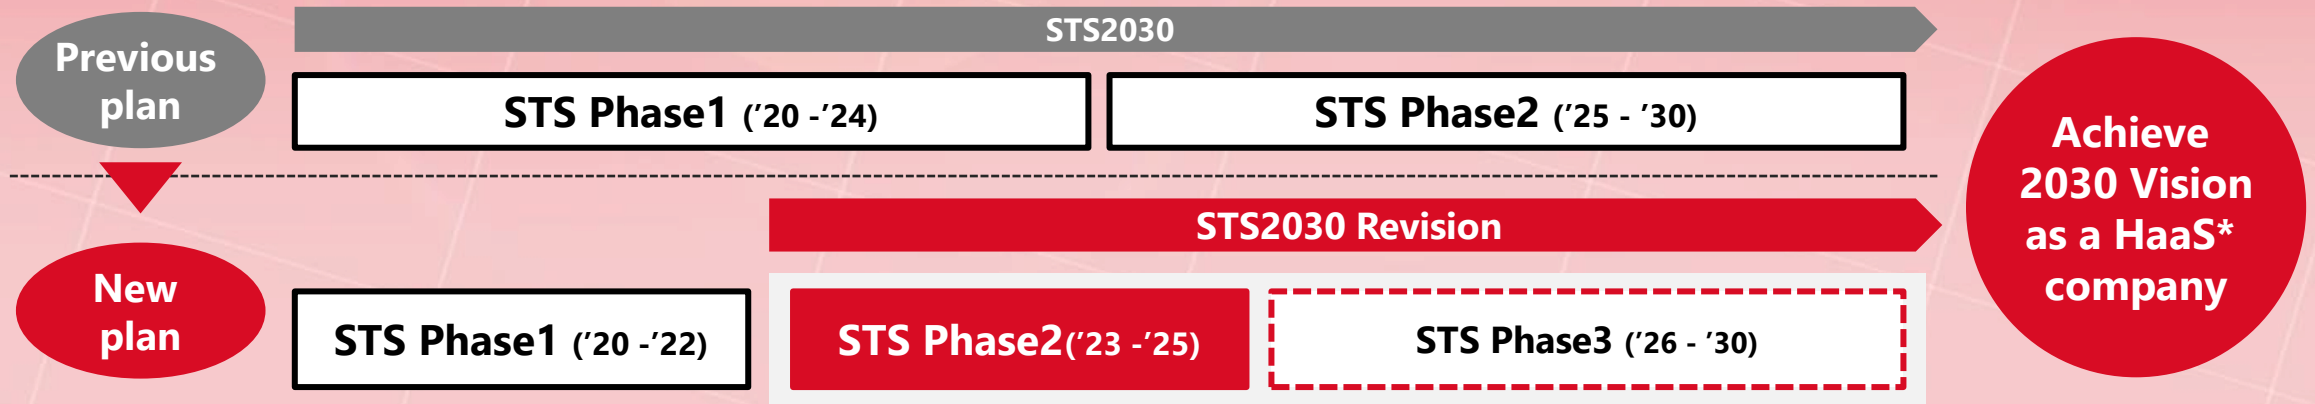 Previous
plan
STS2030
STS Phase1 (’20 -’24)
STS Phase2 (’25 - ’30)
New
plan
STS2030 Revision
STS Phase1 (’20 -’22)
STS Phase2(’23 -’25)
STS Phase3 (’26 - ’30)
Achieve
2030 Vision
as a HaaS*
company